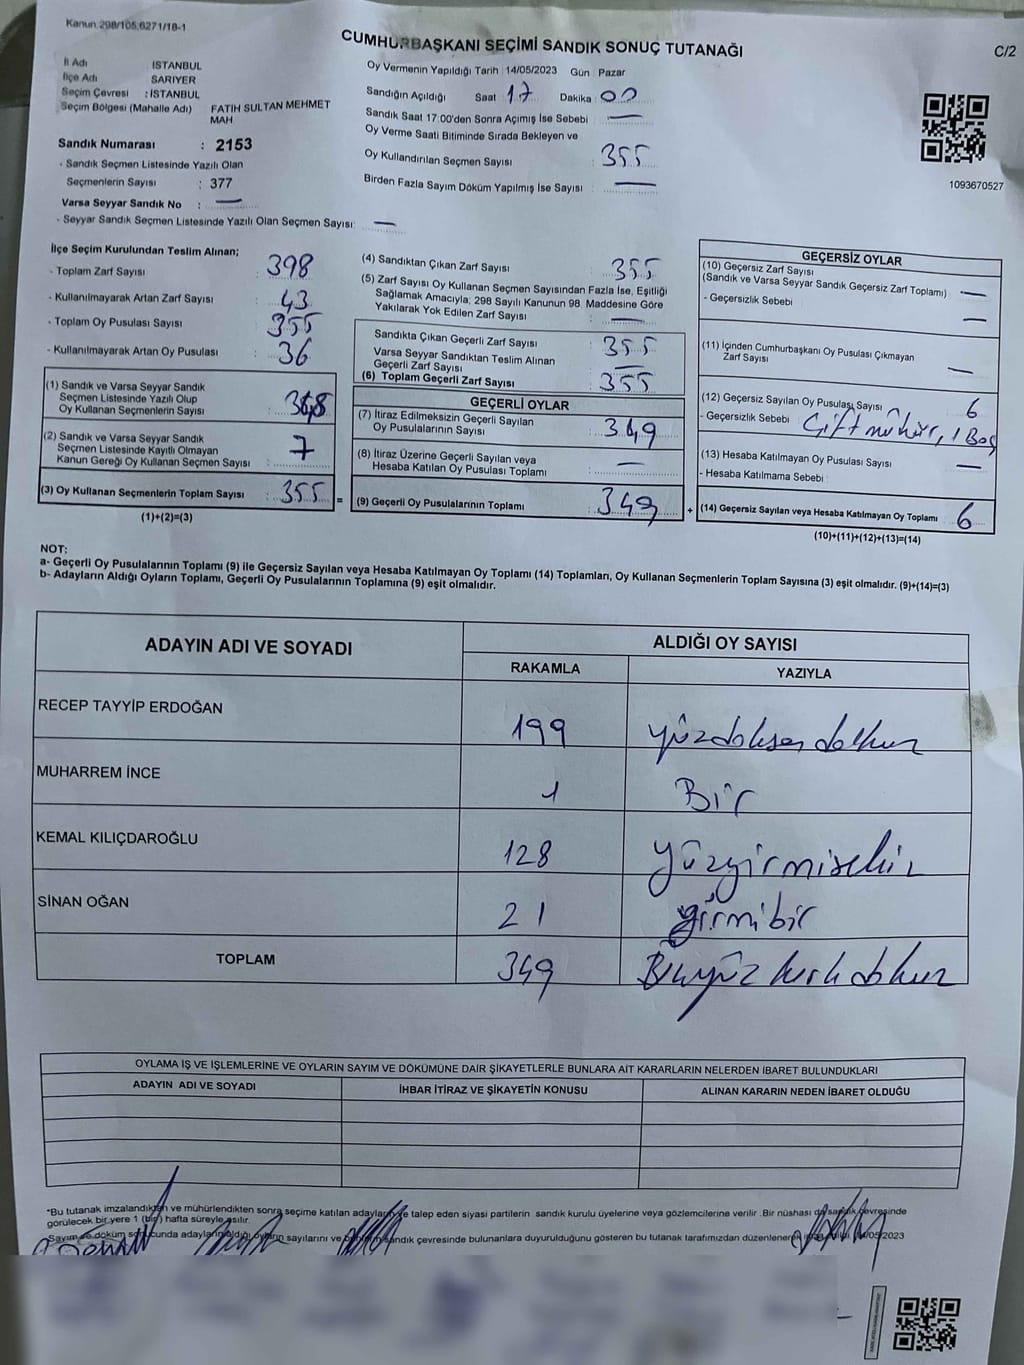 Kanun 298/105,6271/18-1
CUMHURBAŞKANI SEÇİMİ SANDIK SONUÇ TUTANAĞI
C/2
İl Adı İSTANBUL
İlçe Adı SARIYER
Seçim Çevresi : İSTANBUL
Seçim Bölgesi (Mahalle Adı) FATİH SULTAN MEHMET MAH
Sandık Numarası : 2153
- Sandık Seçmen Listesinde Yazılı Olan
Seçmenlerin Sayısı : 377
Varsa Seyyar Sandık No : —
- Seyyar Sandık Seçmen Listesinde Yazılı Olan Seçmen Sayısı: —
Oy Vermenin Yapıldığı Tarih : 14/05/2023 Gün : Pazar
Sandığın Açıldığı Saat : 17 Dakika : 00
Sandık Saat 17:00'den Sonra Açımış İse Sebebi : —
Oy Verme Saati Bitiminde Sırada Bekleyen ve
Oy Kullandırılan Seçmen Sayısı : 355
Birden Fazla Sayım Döküm Yapılmış İse Sayısı : —
1093670527
İlçe Seçim Kurulundan Teslim Alınan;
- Toplam Zarf Sayısı : 398
- Kullanılmayarak Artan Zarf Sayısı : 43
- Toplam Oy Pusulası Sayısı : 355
- Kullanılmayarak Artan Oy Pusulası : 36
(1) Sandık ve Varsa Seyyar Sandık
Seçmen Listesinde Yazılı Olup
Oy Kullanan Seçmenlerin Sayısı : 348
(2) Sandık ve Varsa Seyyar Sandık
Seçmen Listesinde Kayıtlı Olmayan
Kanun Gereği Oy Kullanan Seçmen Sayısı : 7
(3) Oy Kullanan Seçmenlerin Toplam Sayısı : 355 =
(1)+(2)=(3)
(4) Sandıktan Çıkan Zarf Sayısı : 355
(5) Zarf Sayısı Oy Kullanan Seçmen Sayısından Fazla İse, Eşitliği
Sağlamak Amacıyla; 298 Sayılı Kanunun 98. Maddesine Göre
Yakılarak Yok Edilen Zarf Sayısı : —
Sandıkta Çıkan Geçerli Zarf Sayısı : 355
Varsa Seyyar Sandıktan Teslim Alınan
Geçerli Zarf Sayısı : —
(6) Toplam Geçerli Zarf Sayısı : 355
GEÇERLİ OYLAR
(7) İtiraz Edilmeksizin Geçerli Sayılan
Oy Pusulalarının Sayısı : 349
(8) İtiraz Üzerine Geçerli Sayılan veya
Hesaba Katılan Oy Pusulası Toplamı : —
(9) Geçerli Oy Pusulalarının Toplamı : 349 +
GEÇERSİZ OYLAR
(10) Geçersiz Zarf Sayısı
(Sandık ve Varsa Seyyar Sandık Geçersiz Zarf Toplamı) : —
- Geçersizlik Sebebi : —
(11) İçinden Cumhurbaşkanı Oy Pusulası Çıkmayan
Zarf Sayısı : —
(12) Geçersiz Sayılan Oy Pusulası Sayısı : 6
- Geçersizlik Sebebi : Çift mühür, 1 Boş
(13) Hesaba Katılmayan Oy Pusulası Sayısı : —
- Hesaba Katılmama Sebebi :
(14) Geçersiz Sayılan veya Hesaba Katılmayan Oy Toplamı : 6
(10)+(11)+(12)+(13)=(14)
NOT:
a- Geçerli Oy Pusulalarının Toplamı (9) ile Geçersiz Sayılan veya Hesaba Katılmayan Oy Toplamı (14) Toplamları, Oy Kullanan Seçmenlerin Toplam Sayısına (3) eşit olmalıdır. (9)+(14)=(3)
b- Adayların Aldığı Oyların Toplamı, Geçerli Oy Pusulalarının Toplamına (9) eşit olmalıdır.
ADAYIN ADI VE SOYADI
ALDIĞI OY SAYISI
RAKAMLA YAZIYLA
RECEP TAYYİP ERDOĞAN 199 yüzdoksandokuz
MUHARREM İNCE 1 Bir
KEMAL KILIÇDAROĞLU 128 yüzyirmisekiz
SİNAN OĞAN 21 yirmibir
TOPLAM 349 üçyüz kırk dokuz
OYLAMA İŞ VE İŞLEMLERİNE VE OYLARIN SAYIM VE DÖKÜMÜNE DAİR ŞİKAYETLERLE BUNLARA AİT KARARLARIN NELERDEN İBARET BULUNDUKLARI
ADAYIN ADI VE SOYADI İHBAR İTİRAZ VE ŞİKAYETİN KONUSU ALINAN KARARIN NEDEN İBARET OLDUĞU
*Bu tutanak imzalandıktan ve mühürlendikten sonra seçime katılan adaylar ve talep eden siyasi partilerin sandık kurulu üyelerine veya gözlemcilerine verilir .Bir nüshası da sandık çevresinde
görülecek bir yere 1 (bir) hafta süreyle asılır.
Sayım ve döküm sonucunda adayların aldığı oyların sayılarını ve sandık çevresinde bulunanlara duyurulduğunu gösteren bu tutanak tarafımızdan düzenlenerek 14/05/2023